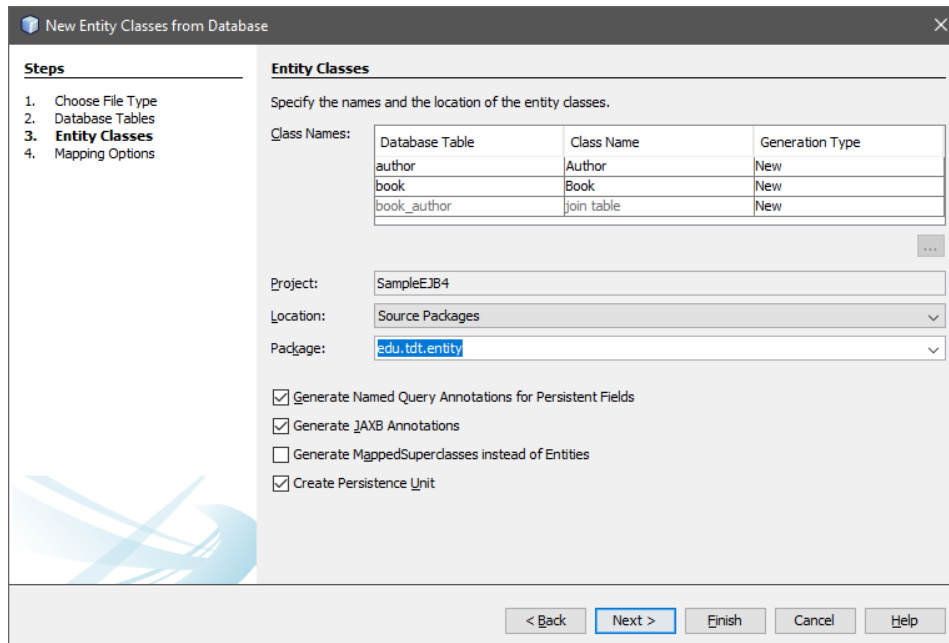 New Entity Classes from Database
Steps
1. Choose File Type
2. Database Tables
3. Entity Classes
4. Mapping Options
Entity Classes
Specify the names and the location of the entity classes.
Class Names:
Database Table Class Name Generation Type
author Author New
book Book New
book_author join table New
...
Project: SampleEJB4
Location: Source Packages
Package: edu.tdt.entity
Generate Named Query Annotations for Persistent Fields
Generate JAXB Annotations
Generate MappedSuperclasses instead of Entities
Create Persistence Unit
< Back Next > Finish Cancel Help